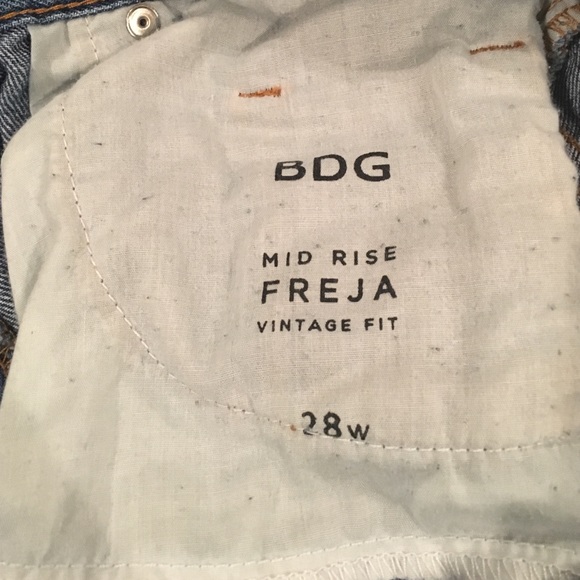 BDG
MID RISE
FREJA
VINTAGE FIT
28W